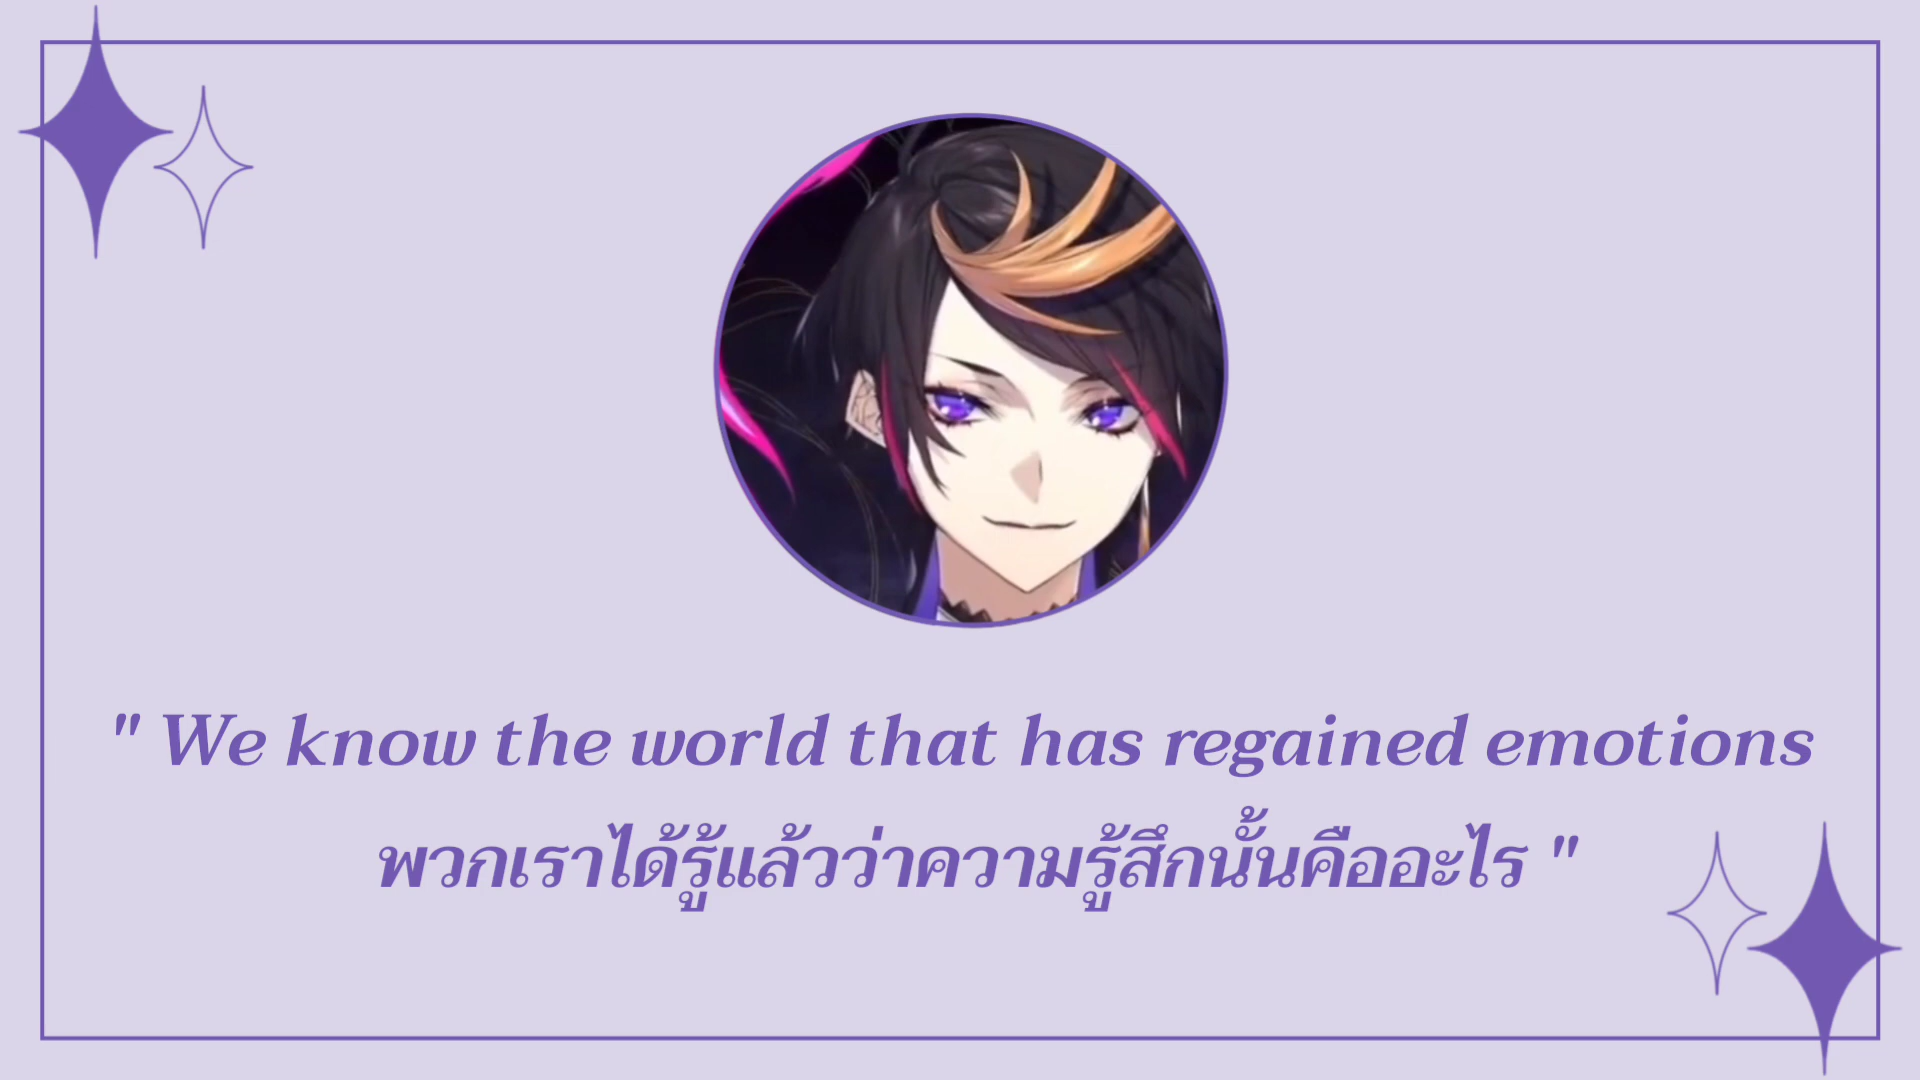 " We know the world that has regained emotions
พวกเราได้รู้แล้วว่าความรู้สึกนั้นคืออะไร "